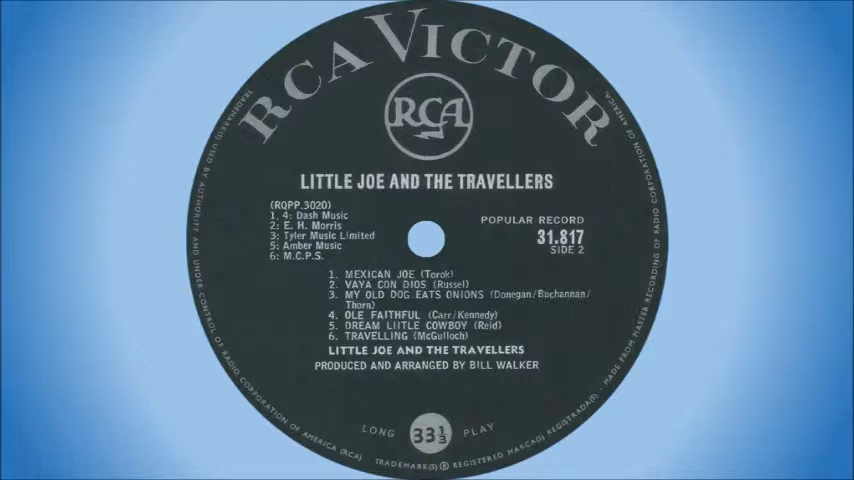 RCA VICTOR
RCA
LITTLE JOE AND THE TRAVELLERS
(RQPP.3020)
1, 4: Dash Music
2: E. H. Morris
3: Tyler Music Limited
5: Amber Music
6: M.C.P.S.
POPULAR RECORD
31.817
SIDE 2
1. MEXICAN JOE (Torok)
2. VAYA CON DIOS (Russel)
3. MY OLD DOG EATS ONIONS (Donegan/Buchannan/
Thorn)
4. OLE FAITHFUL (Carr/Kennedy)
5. DREAM LIITLE COWBOY (Reid)
6. TRAVELLING (McGulloch)
LITTLE JOE AND THE TRAVELLERS
PRODUCED AND ARRANGED BY BILL WALKER
LONG 33⅓ PLAY
TRADEMARK(S) USED BY AUTHORITY AND UNDER CONTROL OF RADIO CORPORATION OF AMERICA (RCA)
TRADEMARK(S) ® REGISTERED MARCA(S) REGISTRADA(S) - MADE FROM MASTER RECORDING OF RADIO CORPORATION OF AMERICA.